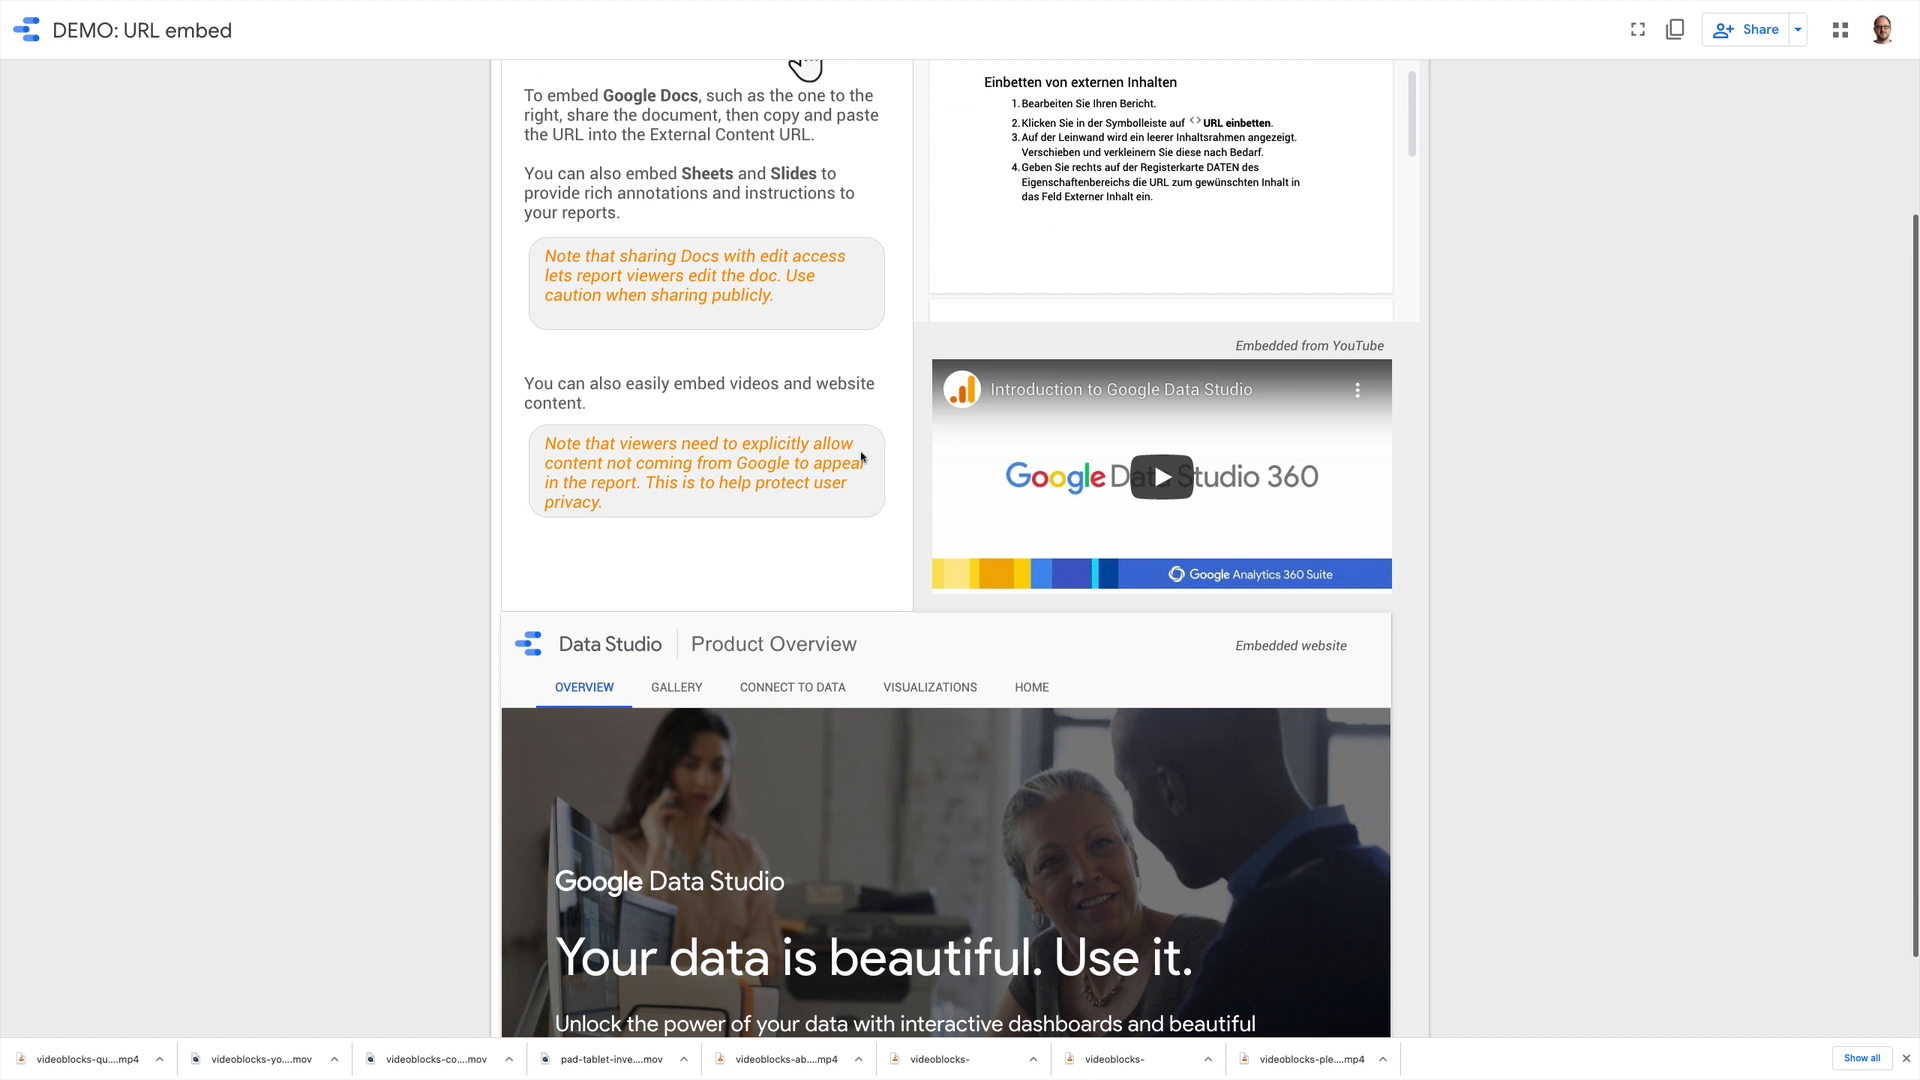 DEMO: URL embed
Share
To embed Google Docs, such as the one to the
right, share the document, then copy and paste
the URL into the External Content URL.
You can also embed Sheets and Slides to
provide rich annotations and instructions to
your reports.
Note that sharing Docs with edit access
lets report viewers edit the doc. Use
caution when sharing publicly.
You can also easily embed videos and website
content.
Note that viewers need to explicitly allow
content not coming from Google to appear
in the report. This is to help protect user
privacy.
Einbetten von externen Inhalten
1. Bearbeiten Sie Ihren Bericht.
2. Klicken Sie in der Symbolleiste auf <> URL einbetten.
3. Auf der Leinwand wird ein leerer Inhaltsrahmen angezeigt.
Verschieben und verkleinern Sie diese nach Bedarf.
4. Geben Sie rechts auf der Registerkarte DATEN des
Eigenschaftenbereichs die URL zum gewünschten Inhalt in
das Feld Externer Inhalt ein.
Embedded from YouTube
Introduction to Google Data Studio
Google Data Studio 360
Google Analytics 360 Suite
Data Studio | Product Overview
Embedded website
OVERVIEW GALLERY CONNECT TO DATA VISUALIZATIONS HOME
Google Data Studio
Your data is beautiful. Use it.
Unlock the power of your data with interactive dashboards and beautiful
videoblocks-qu....mp4 videoblocks-yo....mov videoblocks-co....mov pad-tablet-inve....mov videoblocks-ab....mp4 videoblocks- videoblocks- videoblocks-ple....mp4 Show all